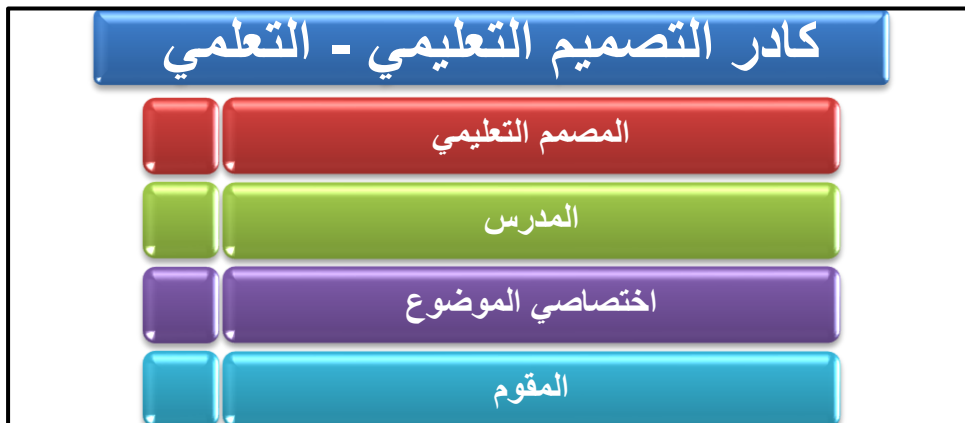 كادر التصميم التعليمي - التعلمي
المصمم التعليمي
المدرس
اختصاصي الموضوع
المقوم